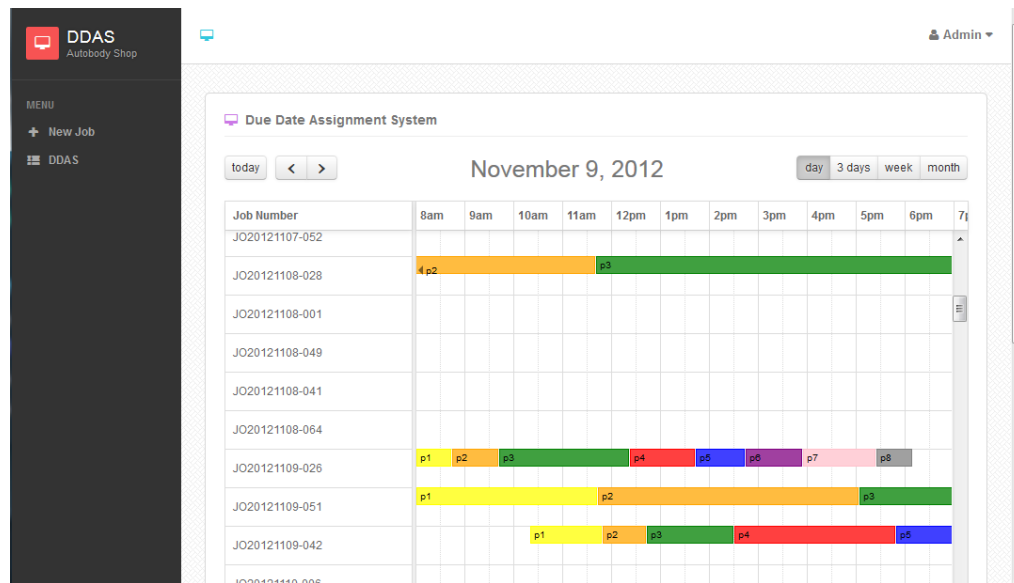 DDAS
Autobody Shop
Admin
MENU
New Job
DDAS
Due Date Assignment System
today
November 9, 2012
day 3 days week month
Job Number 8am 9am 10am 11am 12pm 1pm 2pm 3pm 4pm 5pm 6pm
JO20121107-052
JO20121108-028 p2 p3
JO20121108-001
JO20121108-049
JO20121108-041
JO20121108-064
JO20121109-026 p1 p2 p3 p4 p5 p6 p7 p8
JO20121109-051 p1 p2 p3
JO20121109-042 p1 p2 p3 p4 p5